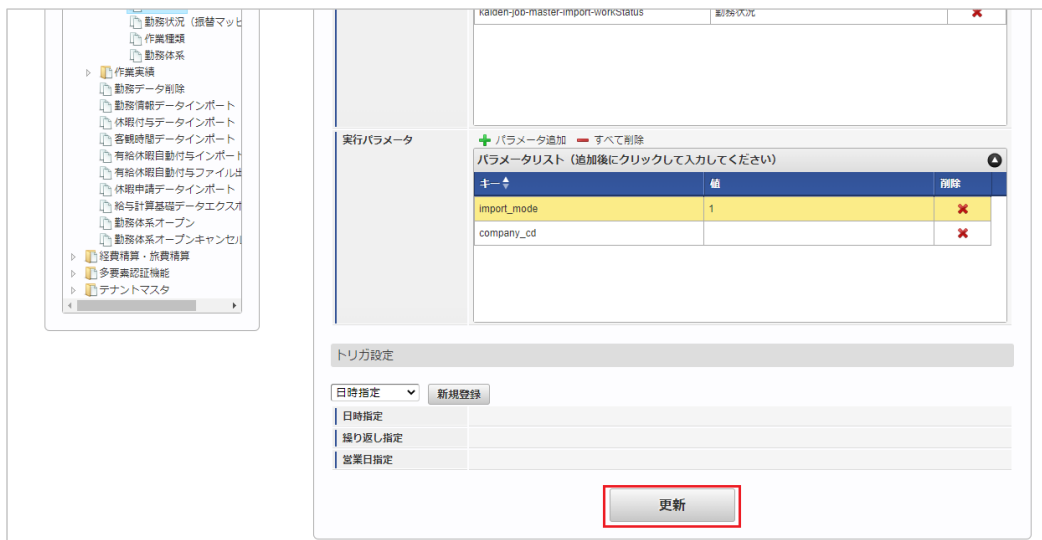 勤務状況（振替マッピ
作業種類
勤務体系
作業実績
勤務データ削除
勤務情報データインポート
休暇付与データインポート
客観時間データインポート
有給休暇自動付与インポート
有給休暇自動付与ファイル出
休暇申請データインポート
給与計算基礎データエクスポ
勤務体系オープン
勤務体系オープンキャンセル
経費精算・旅費精算
多要素認証機能
テナントマスタ
kaiden-job-master-import-workStatus 勤務状況
実行パラメータ パラメータ追加 すべて削除
パラメータリスト（追加後にクリックして入力してください）
キー 値 削除
import_mode 1
company_cd
トリガ設定
日時指定 新規登録
日時指定
繰り返し指定
営業日指定
更新